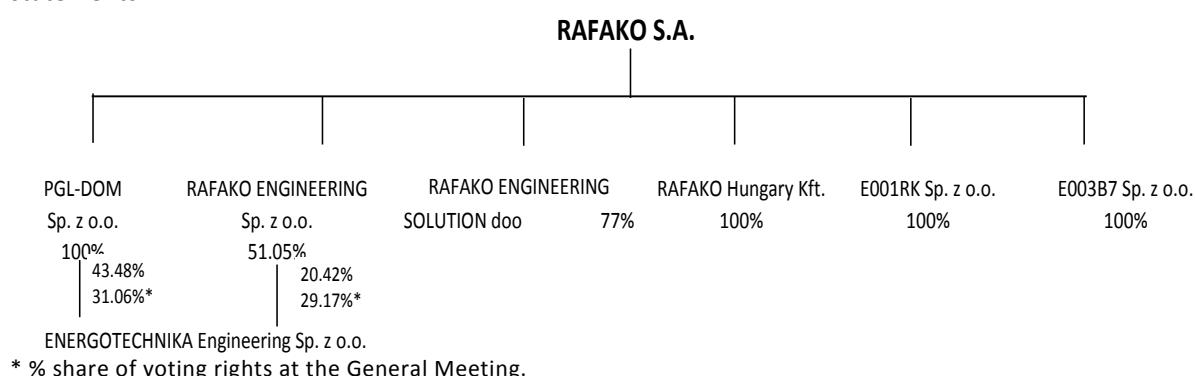 RAFAKO S.A.
PGL-DOM
Sp. z o.o.
100%
RAFAKO ENGINEERING
Sp. z o.o.
51.05%
RAFAKO ENGINEERING
SOLUTION doo 77%
RAFAKO Hungary Kft.
100%
E001RK Sp. z o.o.
100%
E003B7 Sp. z o.o.
100%
43.48%
31.06%*
20.42%
29.17%*
ENERGOTECHNIKA Engineering Sp. z o.o.
* % share of voting rights at the General Meeting.